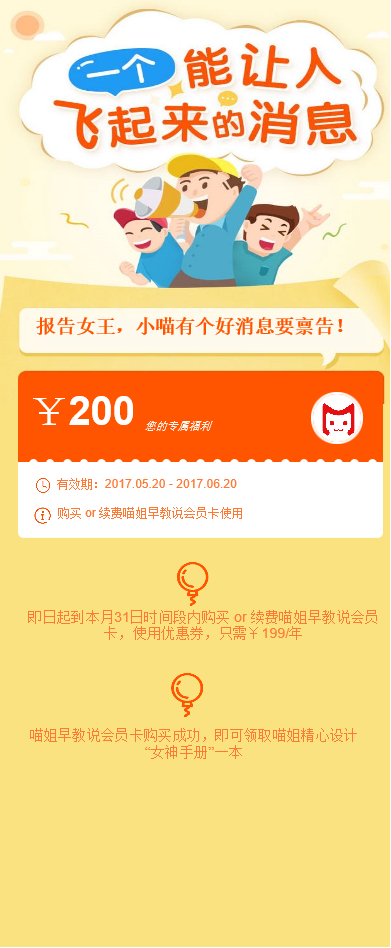 一个 能让人
飞起来的消息
报告女王，小喵有个好消息要禀告！
￥200 您的专属福利
有效期：2017.05.20 - 2017.06.20
购买 or 续费喵姐早教说会员卡使用
即日起到本月31日时间段内购买 or 续费喵姐早教说会员
卡，使用优惠券，只需￥199/年
喵姐早教说会员卡购买成功，即可领取喵姐精心设计
“女神手册”一本